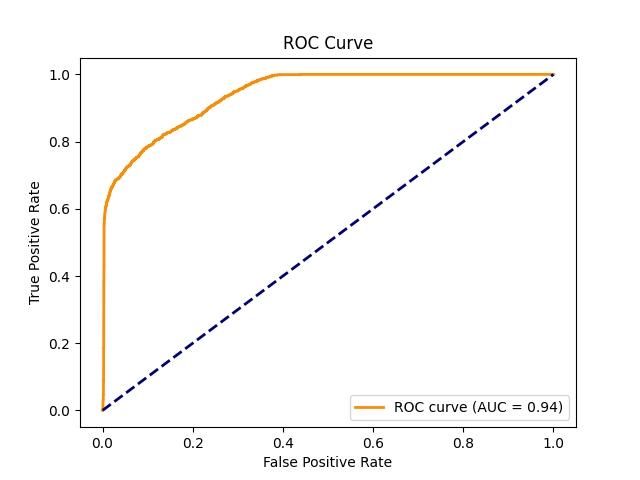 ROC Curve
1.0
0.8
0.6
0.4
0.2
0.0
True Positive Rate
ROC curve (AUC = 0.94)
0.0 0.2 0.4 0.6 0.8 1.0
False Positive Rate